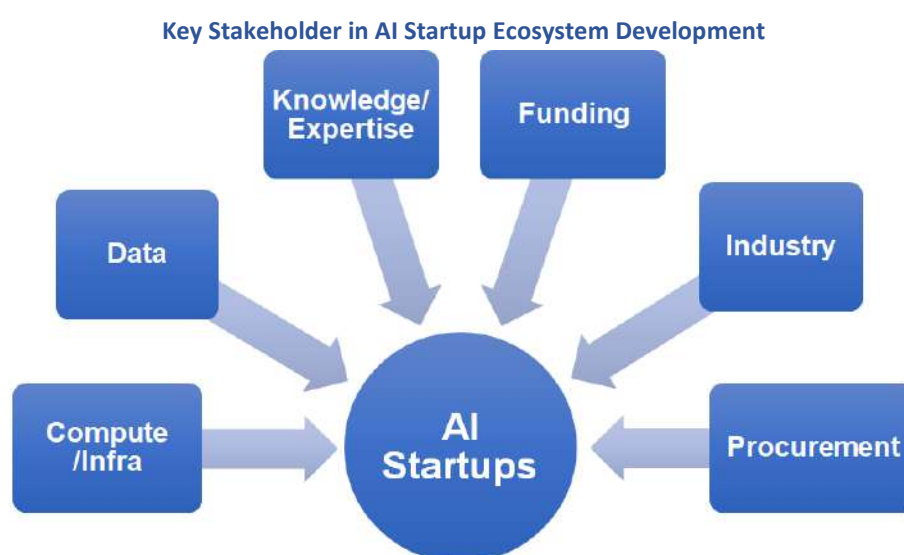 Key Stakeholder in AI Startup Ecosystem Development
Knowledge/
Expertise
Funding
Data
Industry
Compute
/Infra
AI
Startups
Procurement